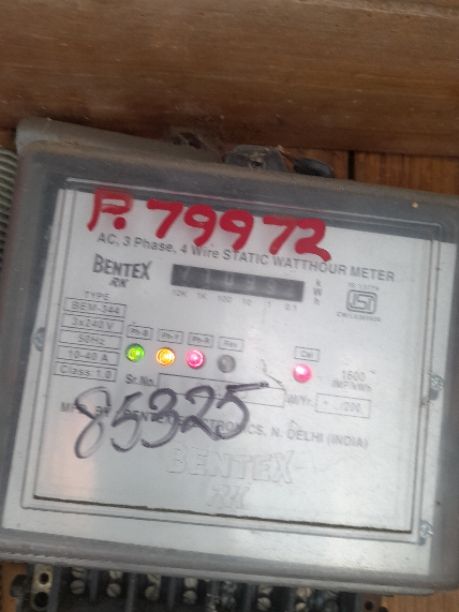 P. 79972
AC, 3 Phase, 4 Wire STATIC WATTHOUR METER
BENTEX
RK
kWh
10K 1K 100 10 1 0.1
TYPE
BEM-344
3x240 V
50Hz
10-40 A
Class 1.0
Ph-B Ph-Y Ph-R Rev Cal
1600
IMP/kWh
Sr.No.
85325
ELECTRONICS, N. DELHI (INDIA)
BENTEX
RK